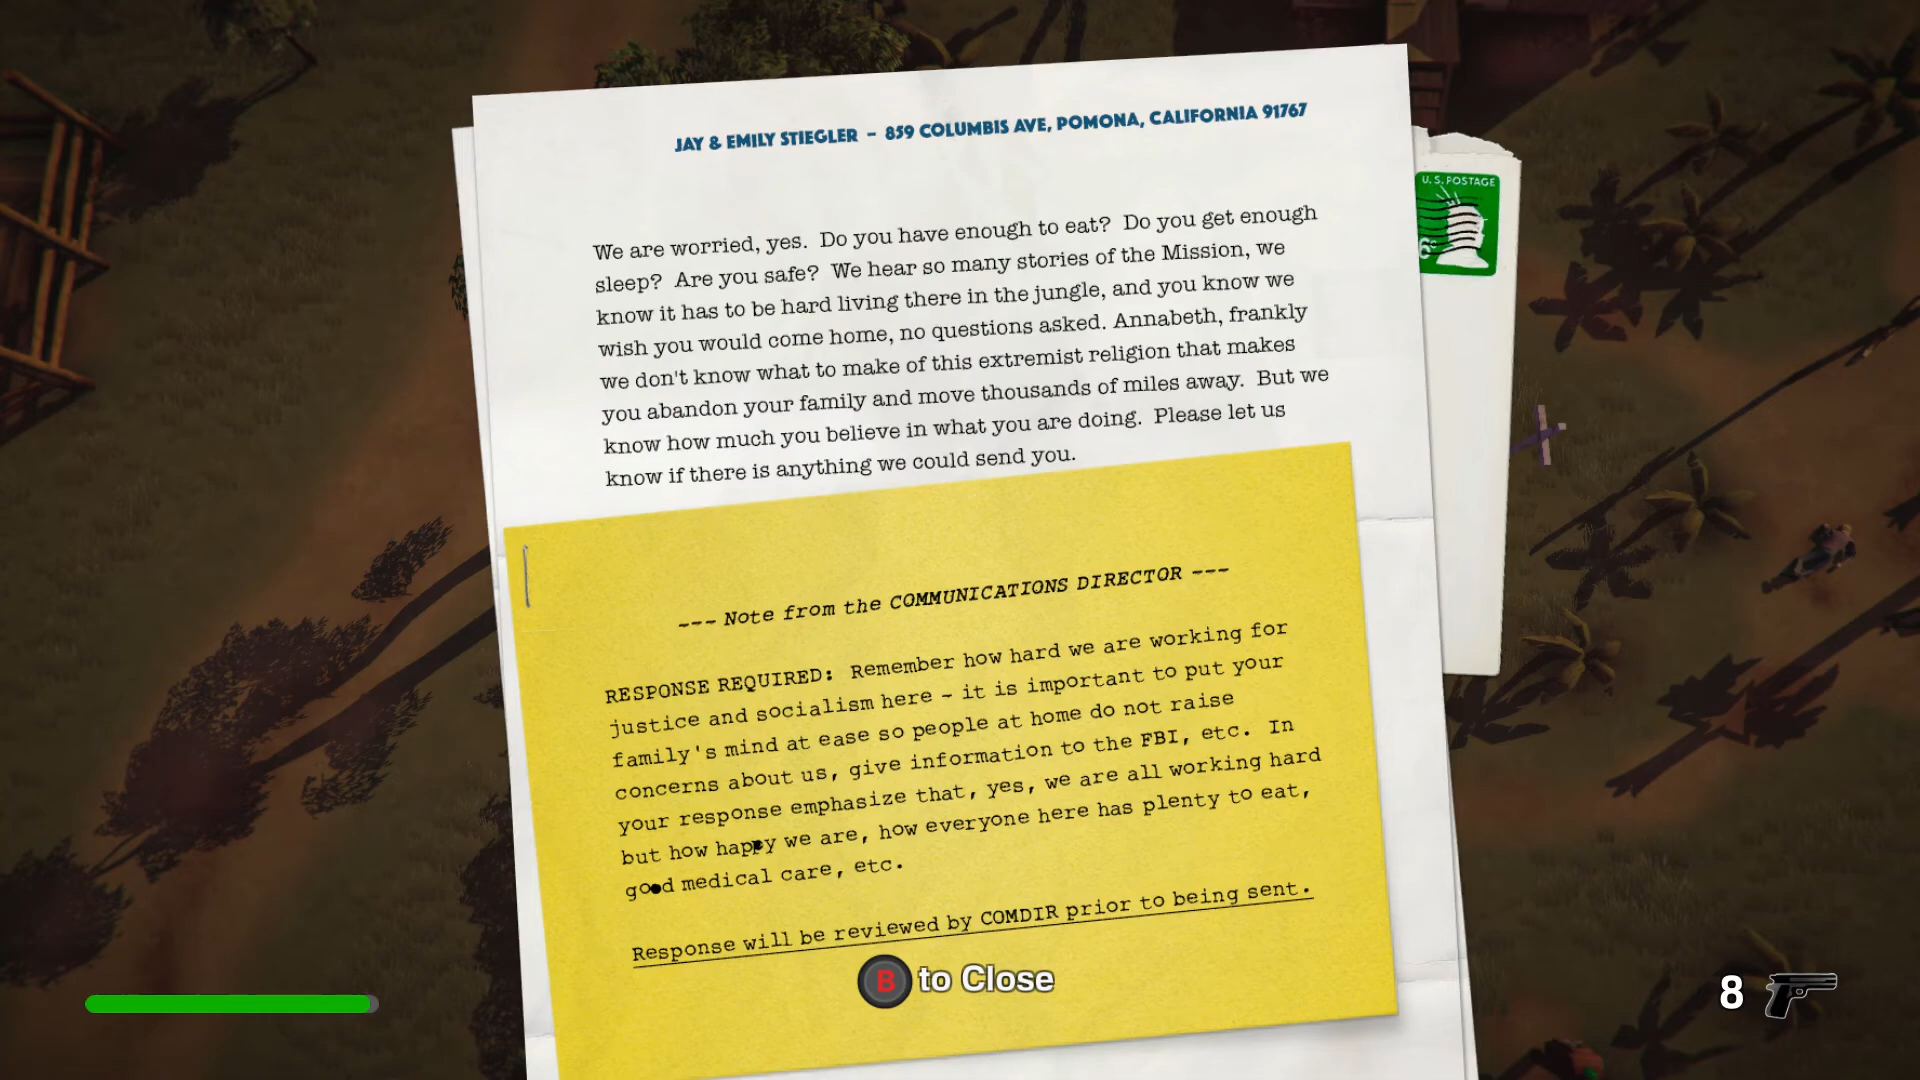 JAY & EMILY STIEGLER – 859 COLUMBIS AVE, POMONA, CALIFORNIA 91767
U.S. POSTAGE
6¢
We are worried, yes.  Do you have enough to eat?  Do you get enough
sleep?  Are you safe?  We hear so many stories of the Mission, we
know it has to be hard living there in the jungle, and you know we
wish you would come home, no questions asked. Annabeth, frankly
we don't know what to make of this extremist religion that makes
you abandon your family and move thousands of miles away.  But we
know how much you believe in what you are doing.  Please let us
know if there is anything we could send you.
--- Note from the COMMUNICATIONS DIRECTOR ---
RESPONSE REQUIRED:  Remember how hard we are working for
justice and socialism here – it is important to put your
family's mind at ease so people at home do not raise
concerns about us, give information to the FBI, etc.  In
your response emphasize that, yes, we are all working hard
but how happy we are, how everyone here has plenty to eat,
good medical care, etc.
Response will be reviewed by COMDIR prior to being sent.
B to Close
8